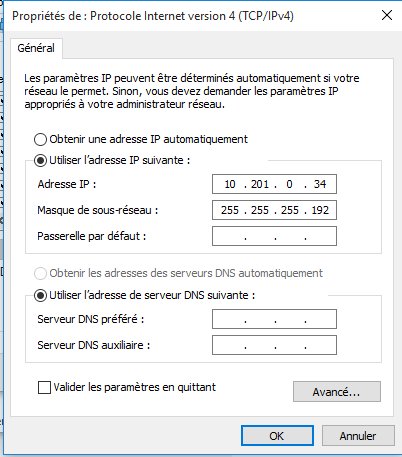 Propriétés de : Protocole Internet version 4 (TCP/IPv4)
Général
Les paramètres IP peuvent être déterminés automatiquement si votre
réseau le permet. Sinon, vous devez demander les paramètres IP
appropriés à votre administrateur réseau.
Obtenir une adresse IP automatiquement
Utiliser l'adresse IP suivante :
Adresse IP : 10 . 201 . 0 . 34
Masque de sous-réseau : 255 . 255 . 255 . 192
Passerelle par défaut : . . .
Obtenir les adresses des serveurs DNS automatiquement
Utiliser l'adresse de serveur DNS suivante :
Serveur DNS préféré : . . .
Serveur DNS auxiliaire : . . .
Valider les paramètres en quittant
Avancé...
OK Annuler